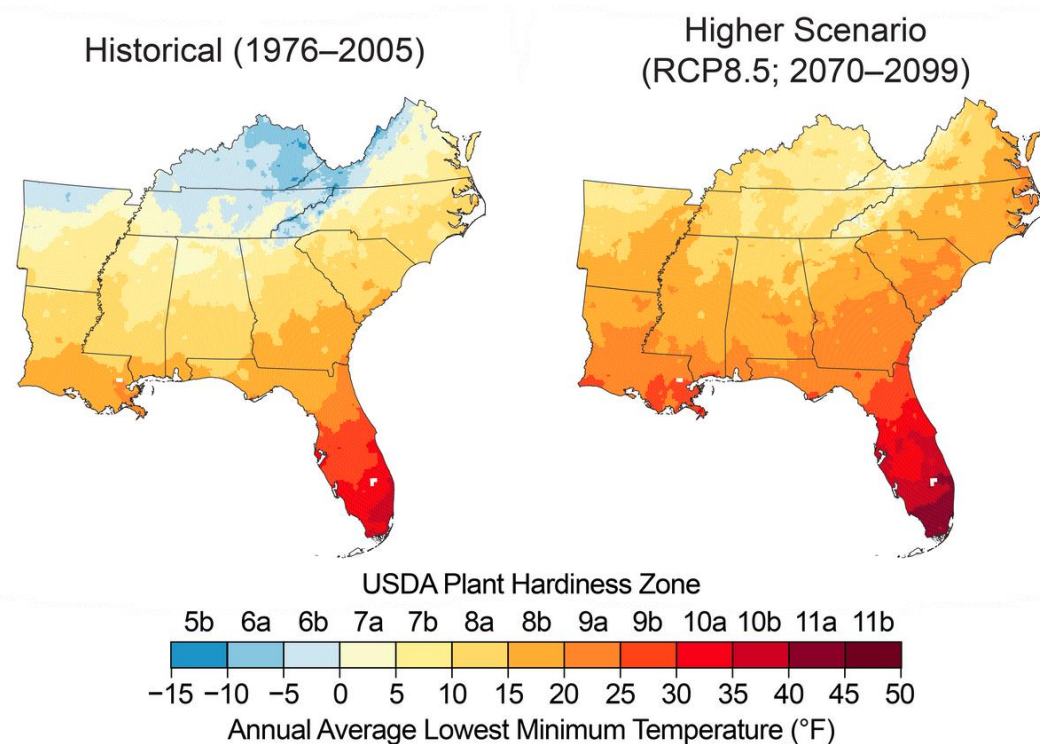 Historical (1976–2005)
Higher Scenario
(RCP8.5; 2070–2099)
USDA Plant Hardiness Zone
5b 6a 6b 7a 7b 8a 8b 9a 9b 10a 10b 11a 11b
−15 −10 −5 0 5 10 15 20 25 30 35 40 45 50
Annual Average Lowest Minimum Temperature (°F)